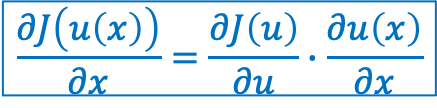 ∂J(u(x))/∂x = ∂J(u)/∂u · ∂u(x)/∂x